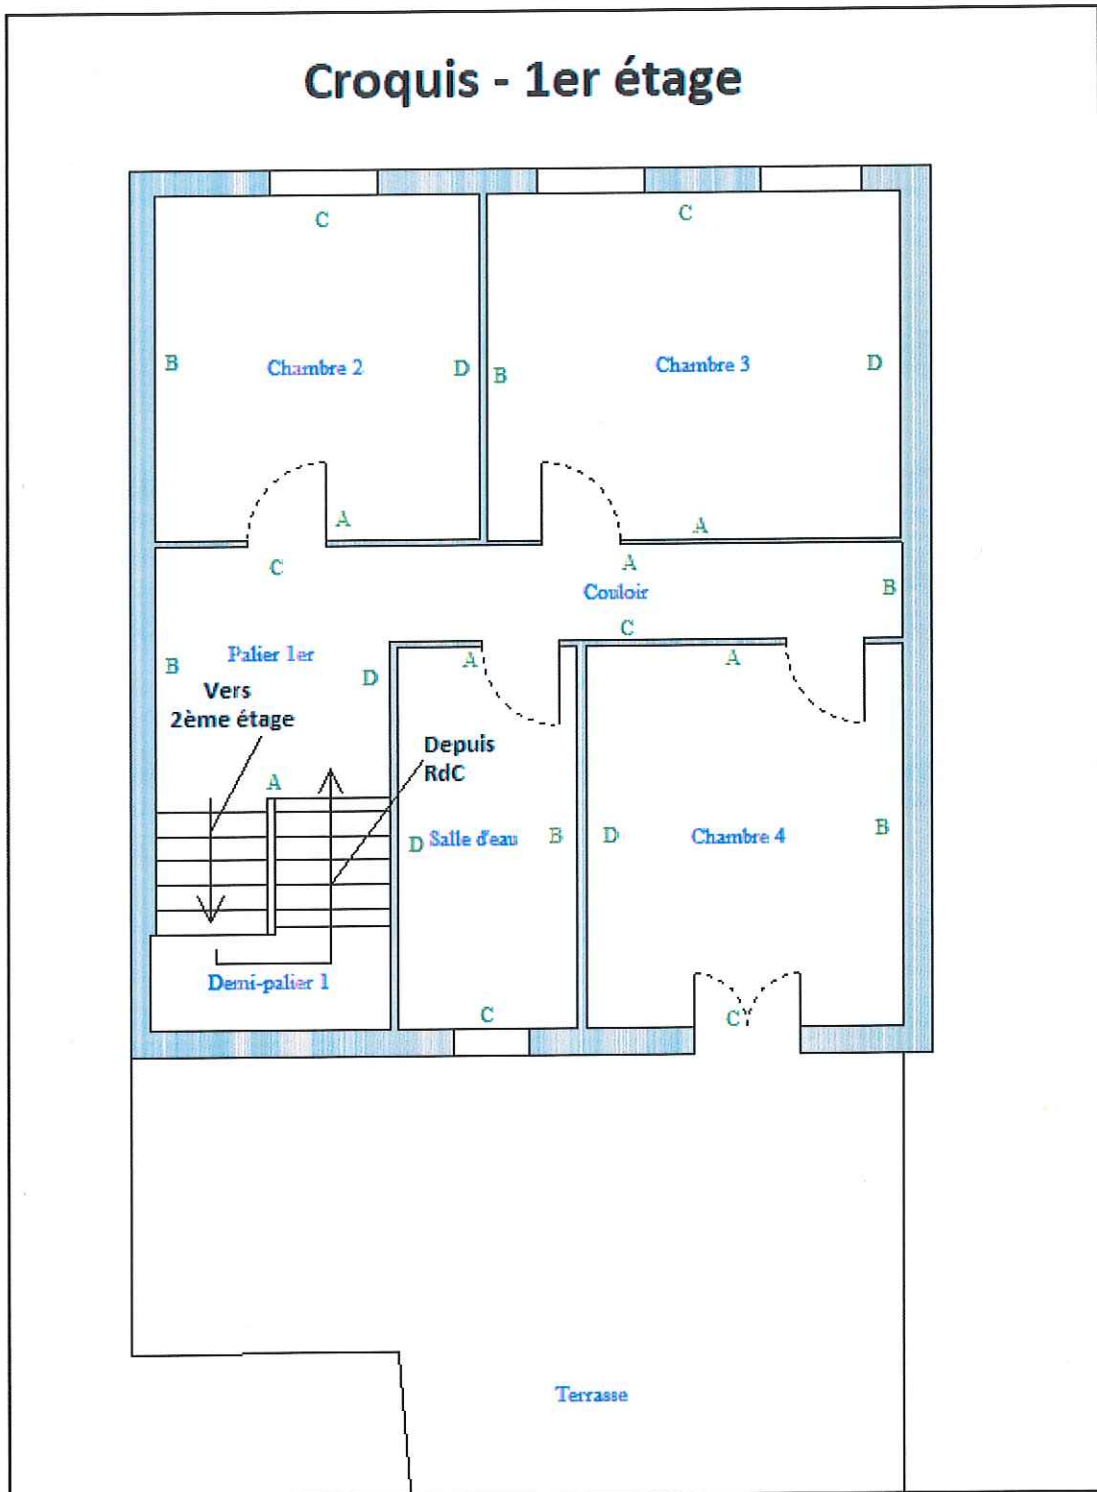 Croquis - 1er étage
C
C
B
Chambre 2
D
B
Chambre 3
D
A
A
C
A
Couloir
B
C
Palier 1er
B
D
A
A
Vers
2ème étage
Depuis
RdC
A
D
Salle d'eau
B
D
Chambre 4
B
Demi-palier 1
C
C
Terrasse